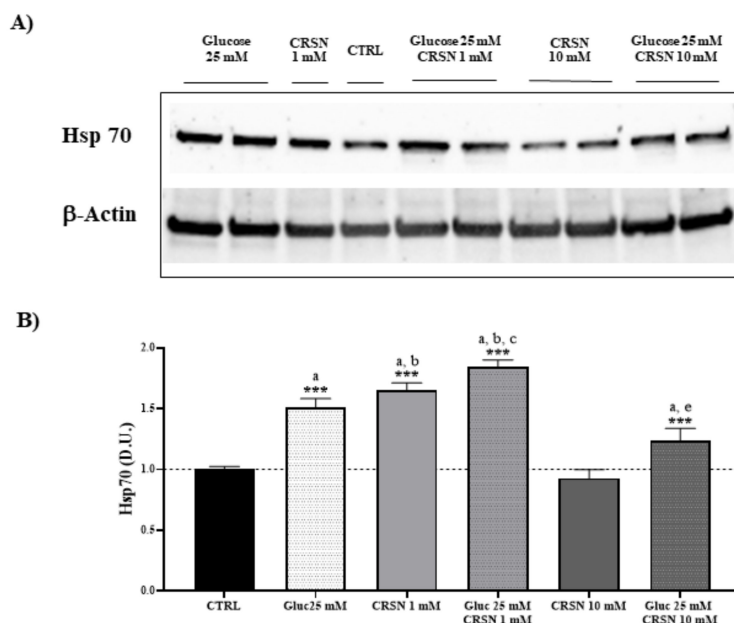 A)
Glucose
25 mM
CRSN
1 mM
CTRL
Glucose 25 mM
CRSN 1 mM
CRSN
10 mM
Glucose 25 mM
CRSN 10 mM
Hsp 70
β-Actin
B)
Hsp70 (D.U.)
2.0
1.5
1.0
0.5
0.0
a
***
a, b
***
a, b, c
***
a, e
***
CTRL
Gluc25 mM
CRSN 1 mM
Gluc 25 mM
CRSN 1 mM
CRSN 10 mM
Gluc 25 mM
CRSN 10 mM